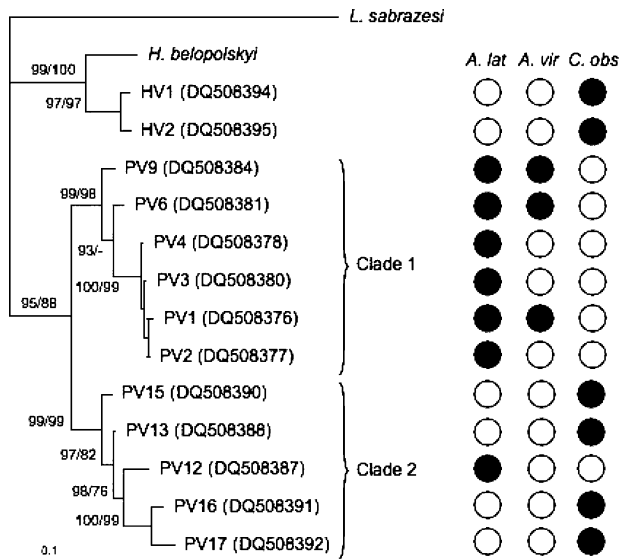 L. sabrazesi
H. belopolskyi
A. lat A. vir C. obs
99/100
HV1 (DQ508394)
97/97
HV2 (DQ508395)
PV9 (DQ508384)
99/98
PV6 (DQ508381)
PV4 (DQ508378)
93/-
Clade 1
PV3 (DQ508380)
100/99
95/88
PV1 (DQ508376)
PV2 (DQ508377)
PV15 (DQ508390)
99/99
PV13 (DQ508388)
97/82
PV12 (DQ508387)
Clade 2
98/76
PV16 (DQ508391)
100/99
PV17 (DQ508392)
0.1